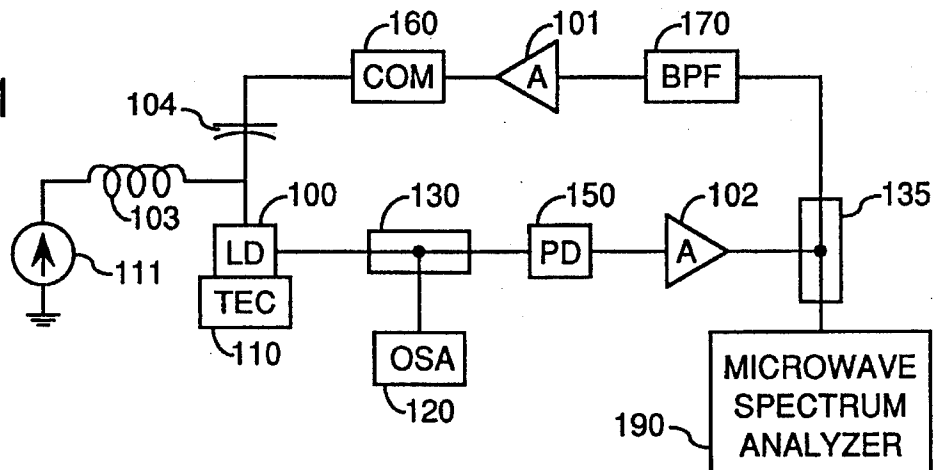 160
101
170
COM
A
BPF
104
103
100
130
150
102
135
LD
PD
A
111
TEC
110
OSA
120
MICROWAVE
SPECTRUM
ANALYZER
190